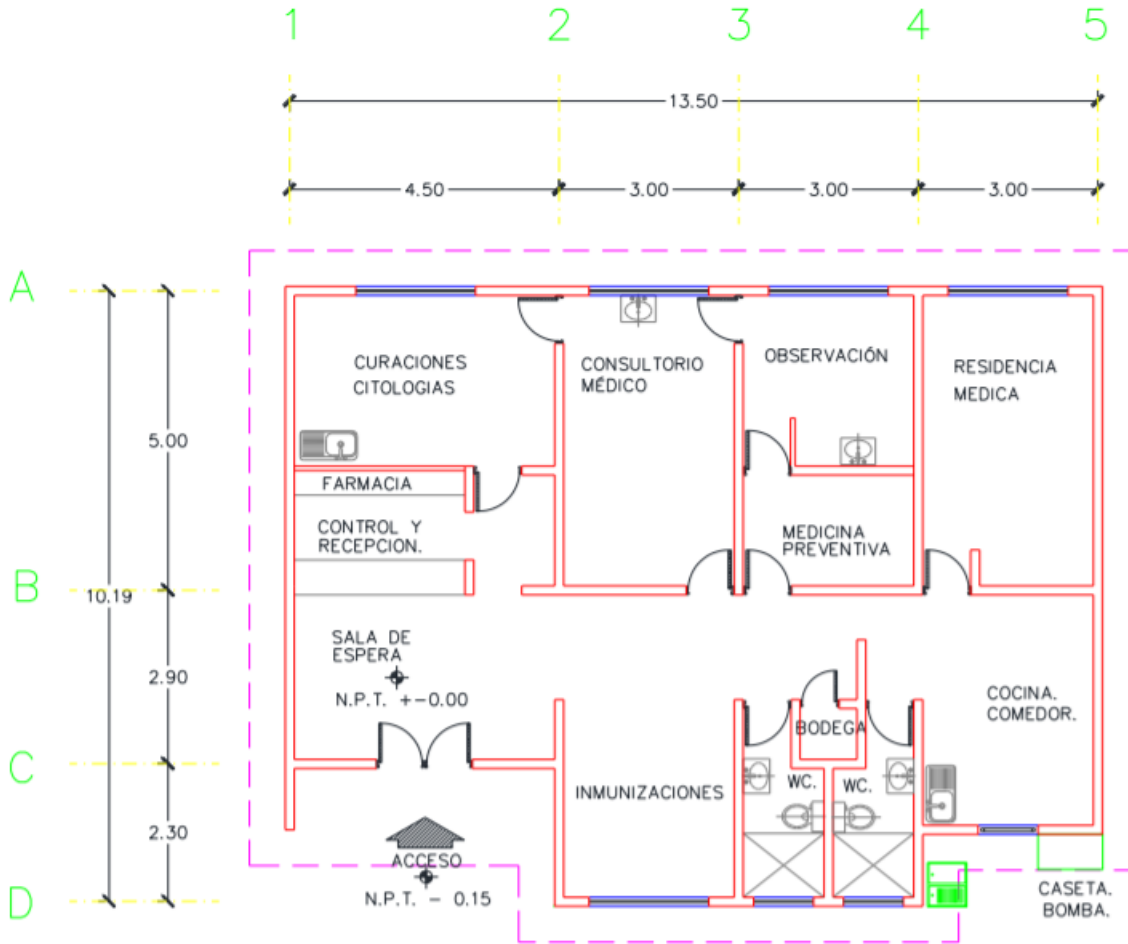 1 2 3 4 5
13.50
4.50 3.00 3.00 3.00
A
B
C
D
5.00
10.19
2.90
2.30
CURACIONES
CITOLOGIAS
CONSULTORIO
MÉDICO
OBSERVACIÓN
RESIDENCIA
MEDICA
FARMACIA
CONTROL Y
RECEPCION.
MEDICINA
PREVENTIVA
SALA DE
ESPERA
N.P.T. +-0.00
COCINA.
COMEDOR.
BODEGA
INMUNIZACIONES
WC.
WC.
ACCESO
N.P.T. - 0.15
CASETA.
BOMBA.